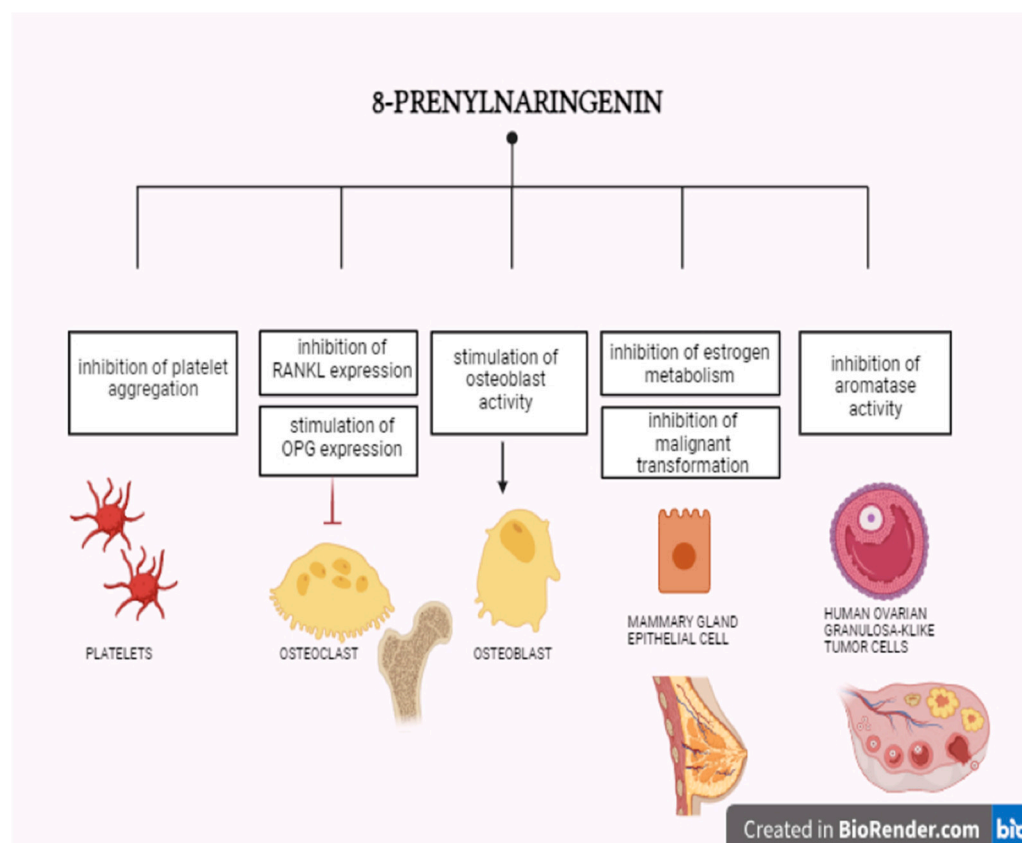 8-PRENYLNARINGENIN
inhibition of platelet
aggregation
inhibition of
RANKL expression
stimulation of
OPG expression
stimulation of
osteoblast
activity
inhibition of estrogen
metabolism
inhibition of
malignant
transformation
inhibition of
aromatase
activity
PLATELETS
OSTEOCLAST
OSTEOBLAST
MAMMARY GLAND
EPITHELIAL CELL
HUMAN OVARIAN
GRANULOSA-KLIKE
TUMOR CELLS
Created in BioRender.com
bio